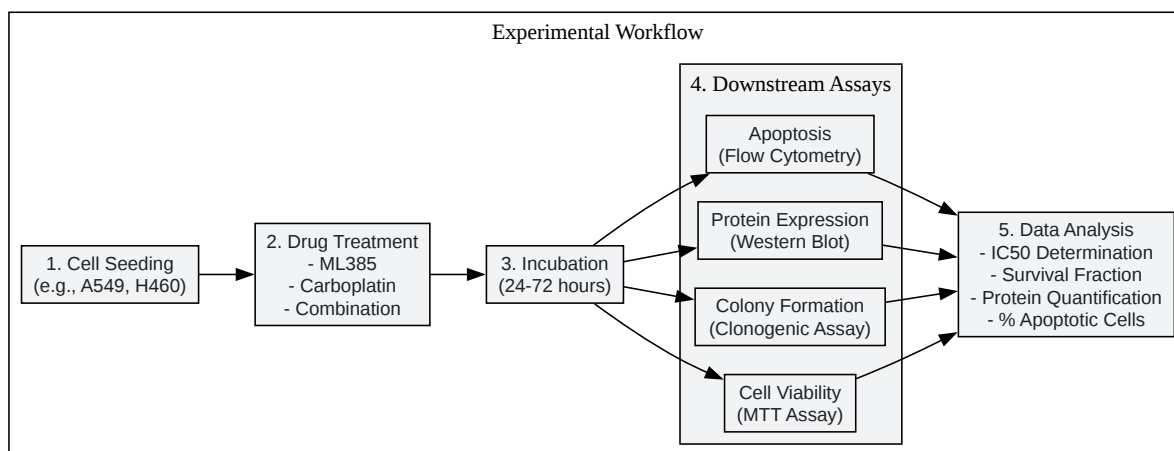 Experimental Workflow
1. Cell Seeding
(e.g., A549, H460)
2. Drug Treatment
- ML385
- Carboplatin
- Combination
3. Incubation
(24-72 hours)
4. Downstream Assays
Apoptosis
(Flow Cytometry)
Protein Expression
(Western Blot)
Colony Formation
(Clonogenic Assay)
Cell Viability
(MTT Assay)
5. Data Analysis
- IC50 Determination
- Survival Fraction
- Protein Quantification
- % Apoptotic Cells